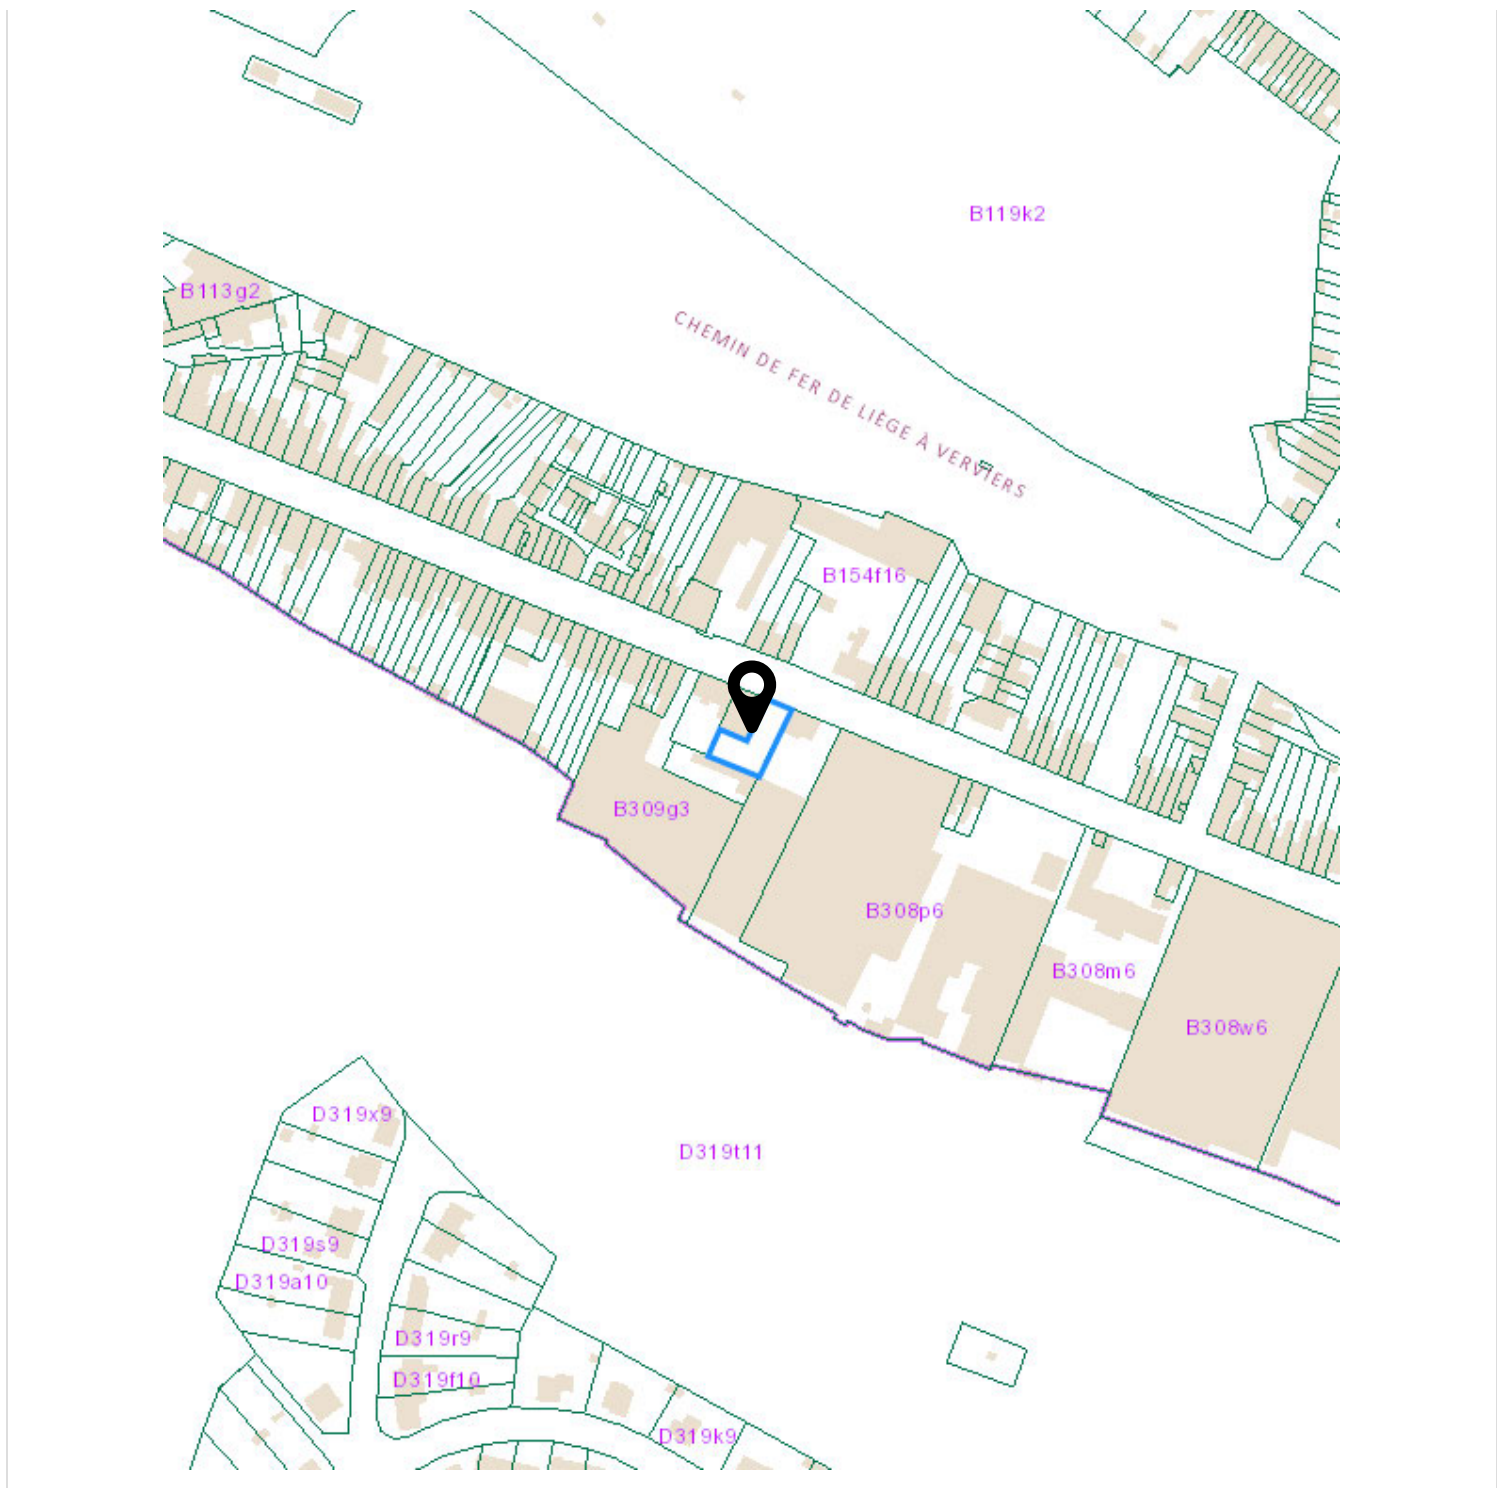 B119k2
B113g2
CHEMIN DE FER DE LIÈGE À VERVIERS
B154f16
B309g3
B308p6
B308m6
B308w6
D319x9
D319t11
D319s9
D319a10
D319r9
D319f10
D319k9